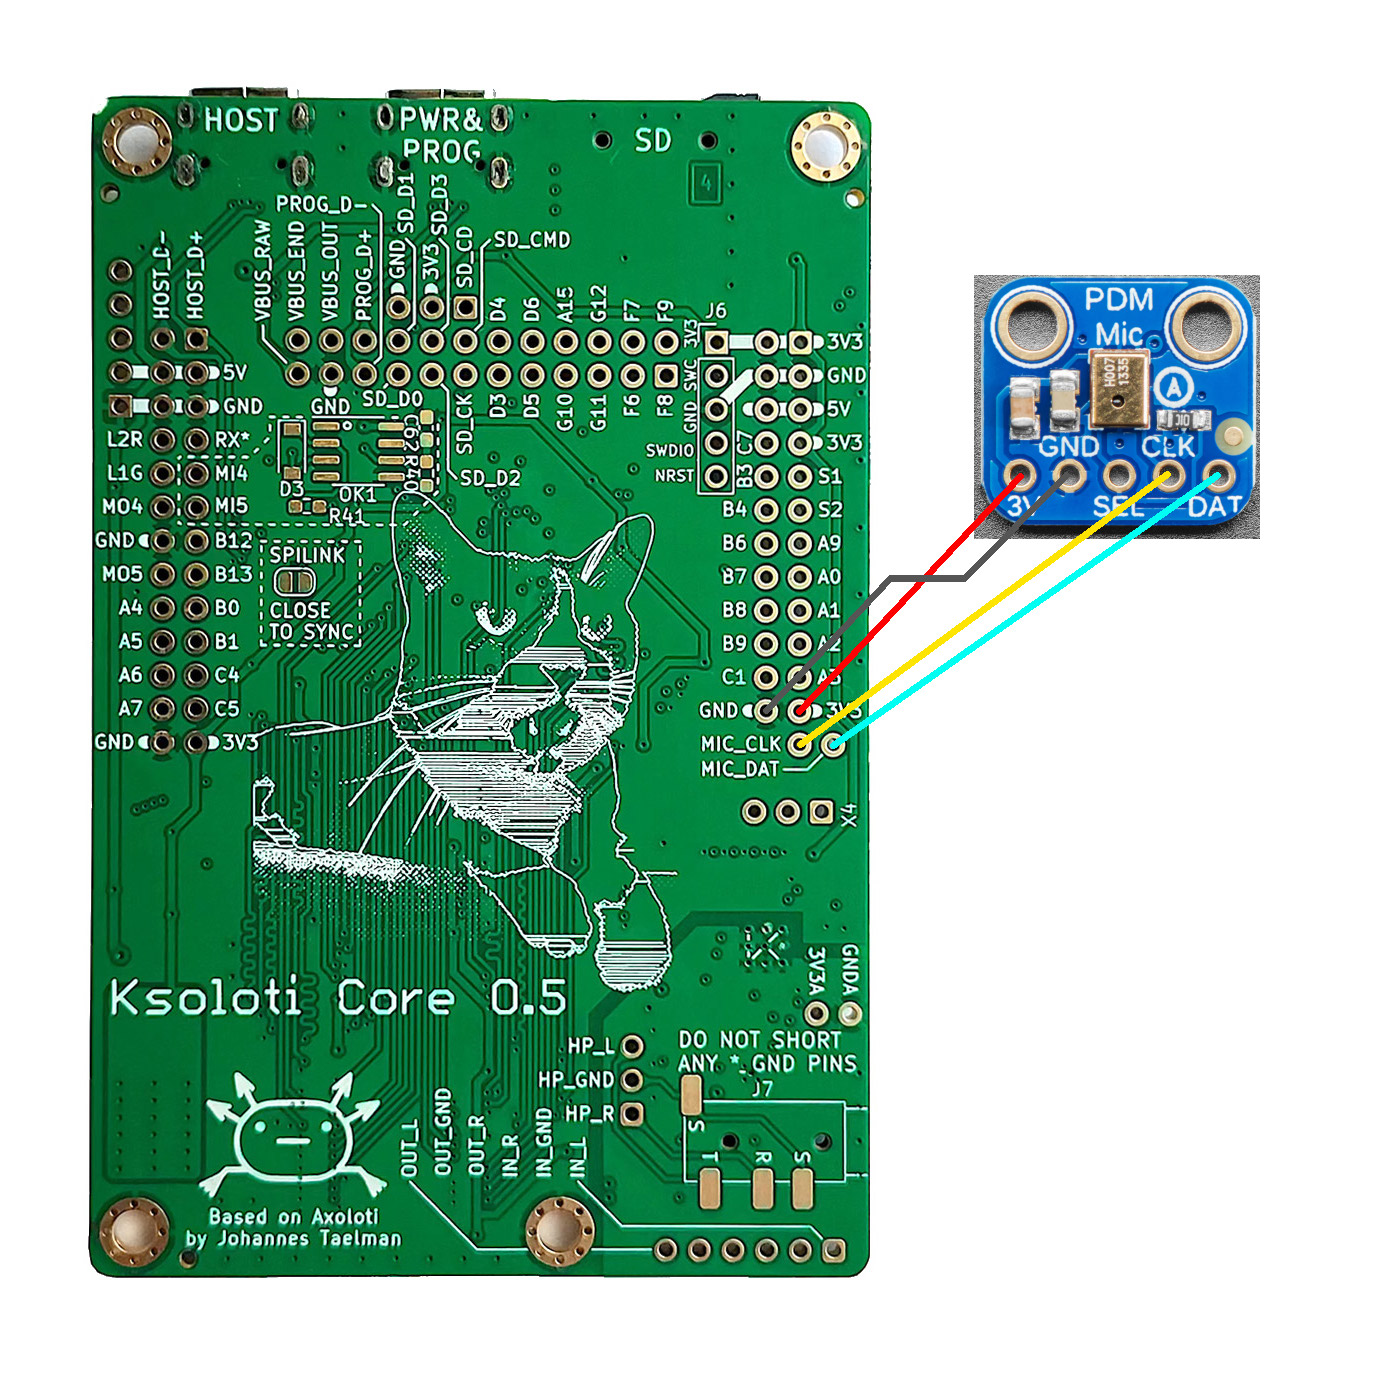 HOST
PWR&
PROG
SD
4
PROG_D-
SD_D1
SD_D3
HOST_D-
HOST_D+
VBUS_RAW
VBUS_END
VBUS_OUT
PROG_D+
GND
3V3
SD_CD
SD_CMD
D4
D6
A15
G12
F7
F9
J6
3V3
3V3
5V
GND
SD_D0
SD_CK
D3
D5
G10
G11
F6
F8
SWC
GND
GND
GND
5V
L2R
RX*
C92
R40
SWDIO
C7
3V3
L1G
MI4
SD_D2
NRST
B3
S1
D3
OK1
MO4
MI5
R41
B4
S2
GND
B12
B6
A9
SPILINK
MO5
B13
B7
A0
A4
B0
CLOSE
TO SYNC
B8
A1
A5
B1
B9
A2
A6
C4
C1
A3
A7
C5
GND
3V3
GND
3V3
MIC_CLK
MIC_DAT
X4
Ksoloti Core 0.5
3V3A
GNDA
DO NOT SHORT
ANY *_GND PINS
HP_L
HP_GND
HP_R
J7
S
T
R
S
OUT_L
OUT_GND
OUT_R
IN_R
IN_GND
IN_L
Based on Axoloti
by Johannes Taelman
PDM
Mic
H007
1335
A
GND
CLK
3V
SEL
DAT